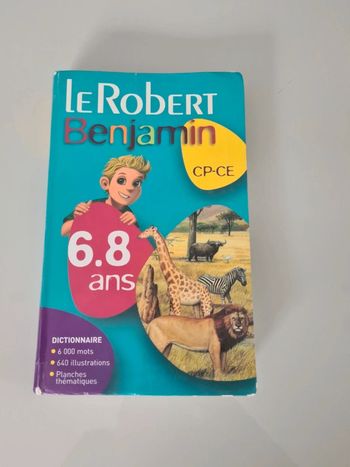 LE ROBERT
Benjamin
CP-CE
6.8
ans
DICTIONNAIRE
6 000 mots
640 illustrations
Planches
thématiques